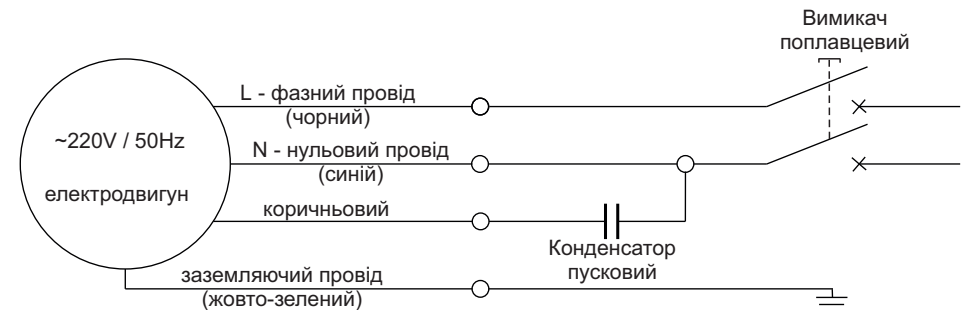 Вимикач
поплавцевий
L - фазний провід
(чорний)
~220V / 50Hz
N - нульовий провід
(синій)
електродвигун
коричньовий
Конденсатор
пусковий
заземляючий провід
(жовто-зелений)